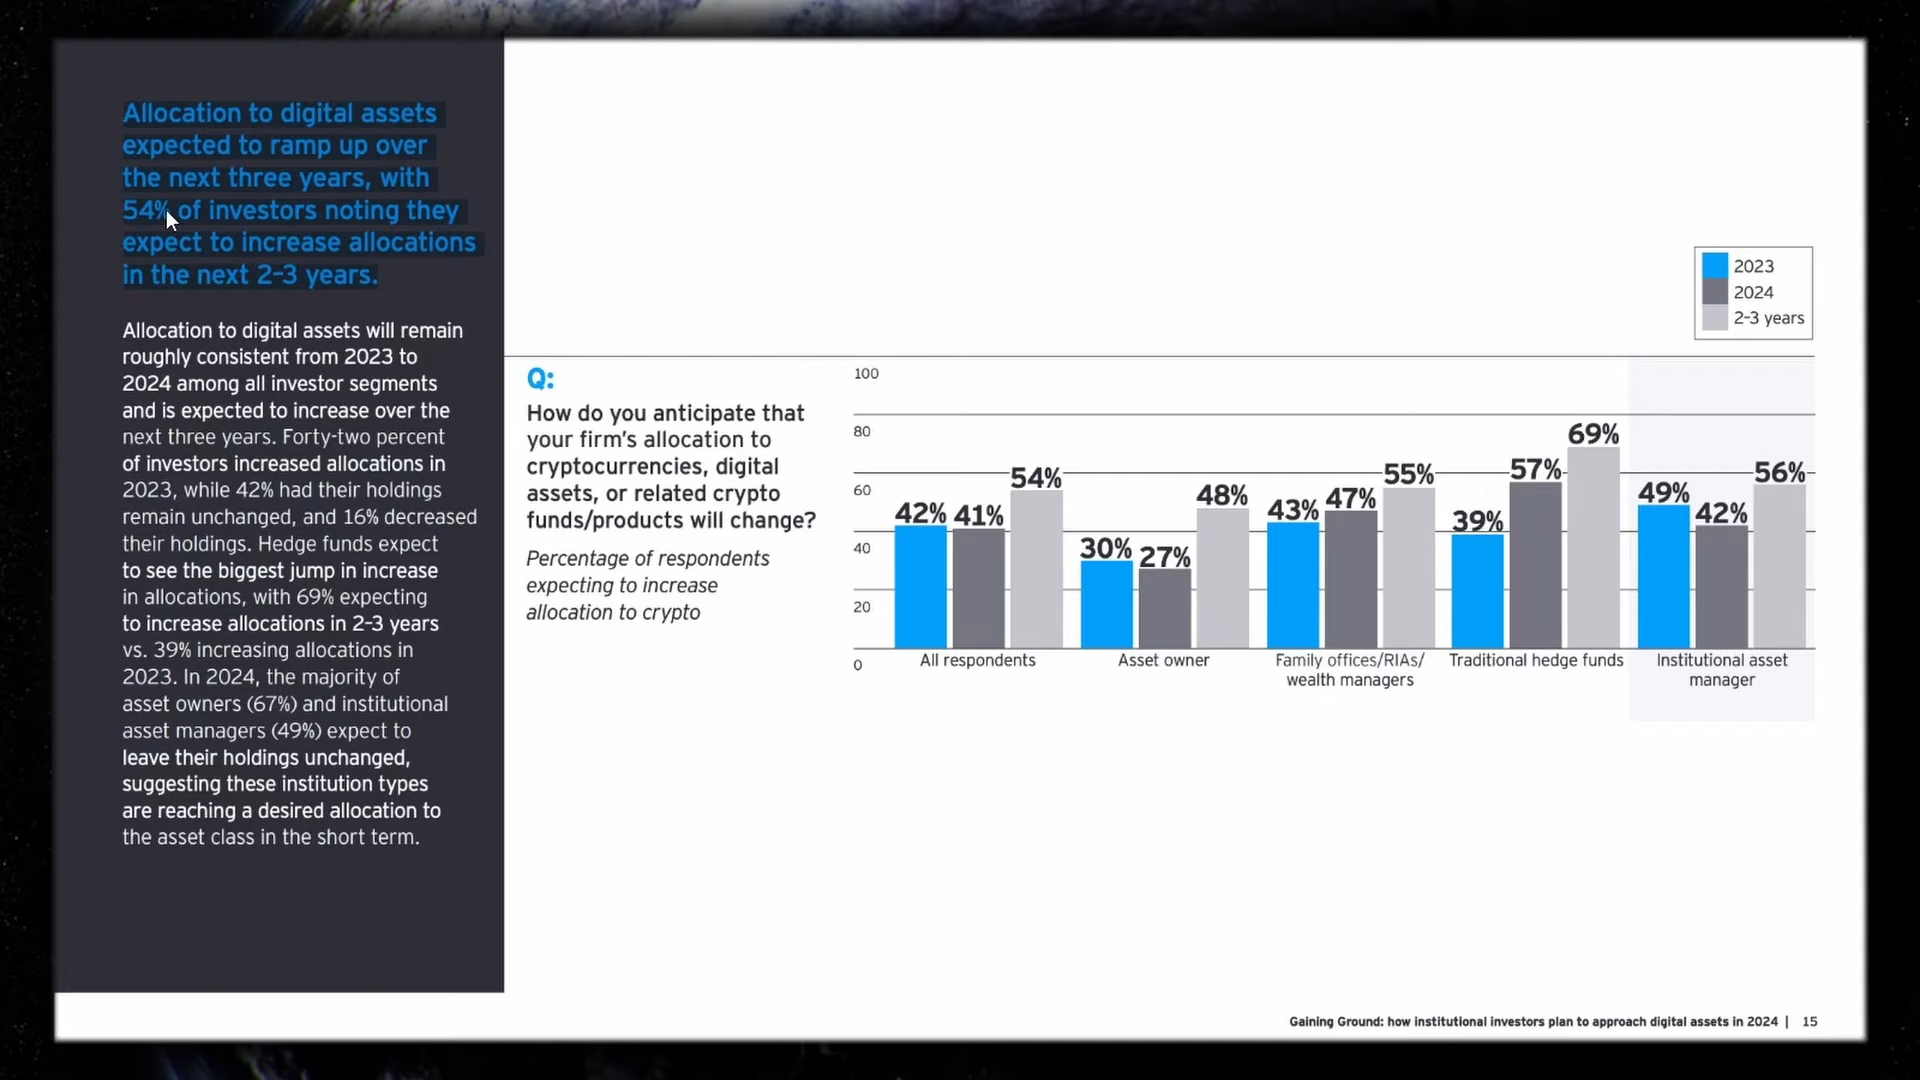 Allocation to digital assets
expected to ramp up over
the next three years, with
54% of investors noting they
expect to increase allocations
in the next 2–3 years.
Allocation to digital assets will remain
roughly consistent from 2023 to
2024 among all investor segments
and is expected to increase over the
next three years. Forty-two percent
of investors increased allocations in
2023, while 42% had their holdings
remain unchanged, and 16% decreased
their holdings. Hedge funds expect
to see the biggest jump in increase
in allocations, with 69% expecting
to increase allocations in 2–3 years
vs. 39% increasing allocations in
2023. In 2024, the majority of
asset owners (67%) and institutional
asset managers (49%) expect to
leave their holdings unchanged,
suggesting these institution types
are reaching a desired allocation to
the asset class in the short term.
2023
2024
2–3 years
Q:
How do you anticipate that
your firm's allocation to
cryptocurrencies, digital
assets, or related crypto
funds/products will change?
Percentage of respondents
expecting to increase
allocation to crypto
100
80
60
40
20
0
42% 41% 54%
30% 27% 48%
43% 47% 55%
39% 57% 69%
49% 42% 56%
All respondents
Asset owner
Family offices/RIAs/
wealth managers
Traditional hedge funds
Institutional asset
manager
Gaining Ground: how institutional investors plan to approach digital assets in 2024 | 15